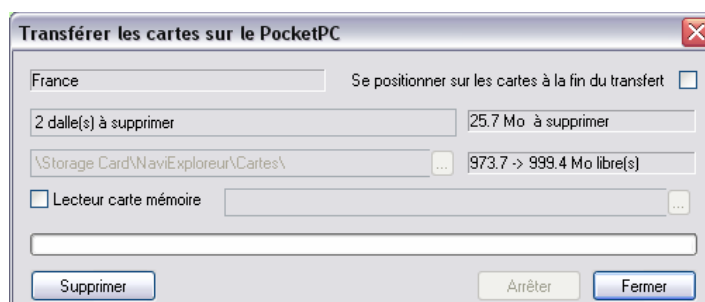 Transférer les cartes sur le PocketPC
France
Se positionner sur les cartes à la fin du transfert
2 dalle(s) à supprimer
25.7 Mo à supprimer
\Storage Card\NaviExploreur\Cartes\
...
973.7 -> 999.4 Mo libre(s)
Lecteur carte mémoire
...
Supprimer
Arrêter
Fermer